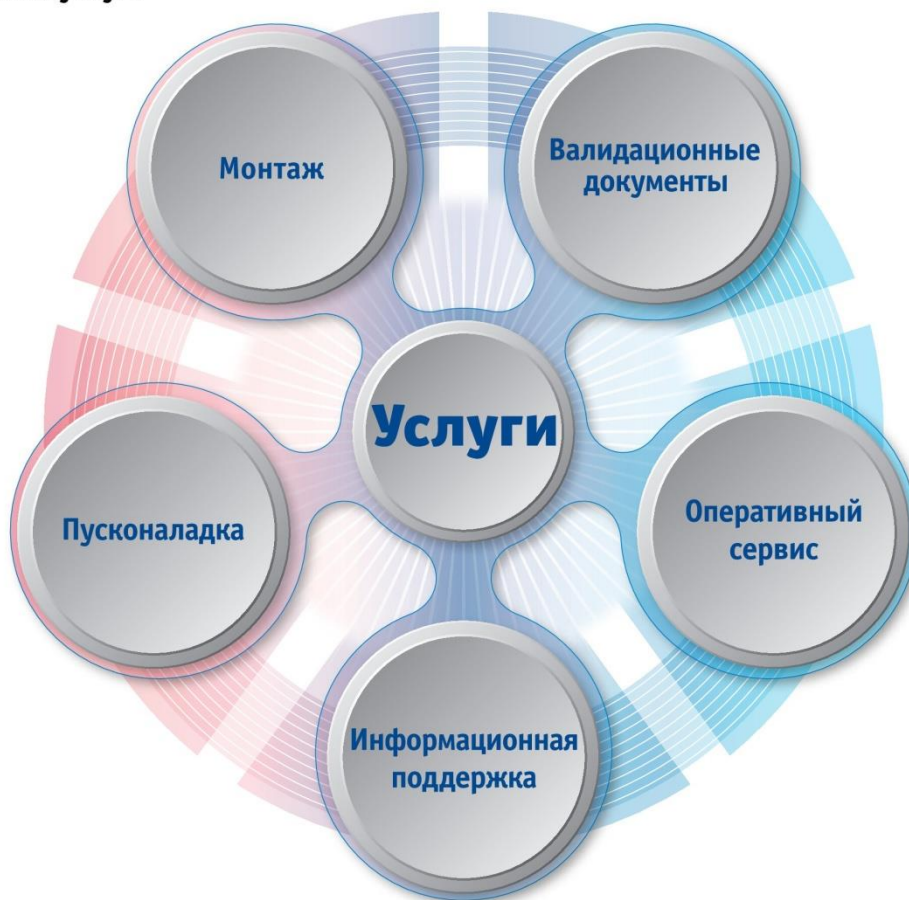 Монтаж
Валидационные
документы
Услуги
Пусконаладка
Оперативный
сервис
Информационная
поддержка